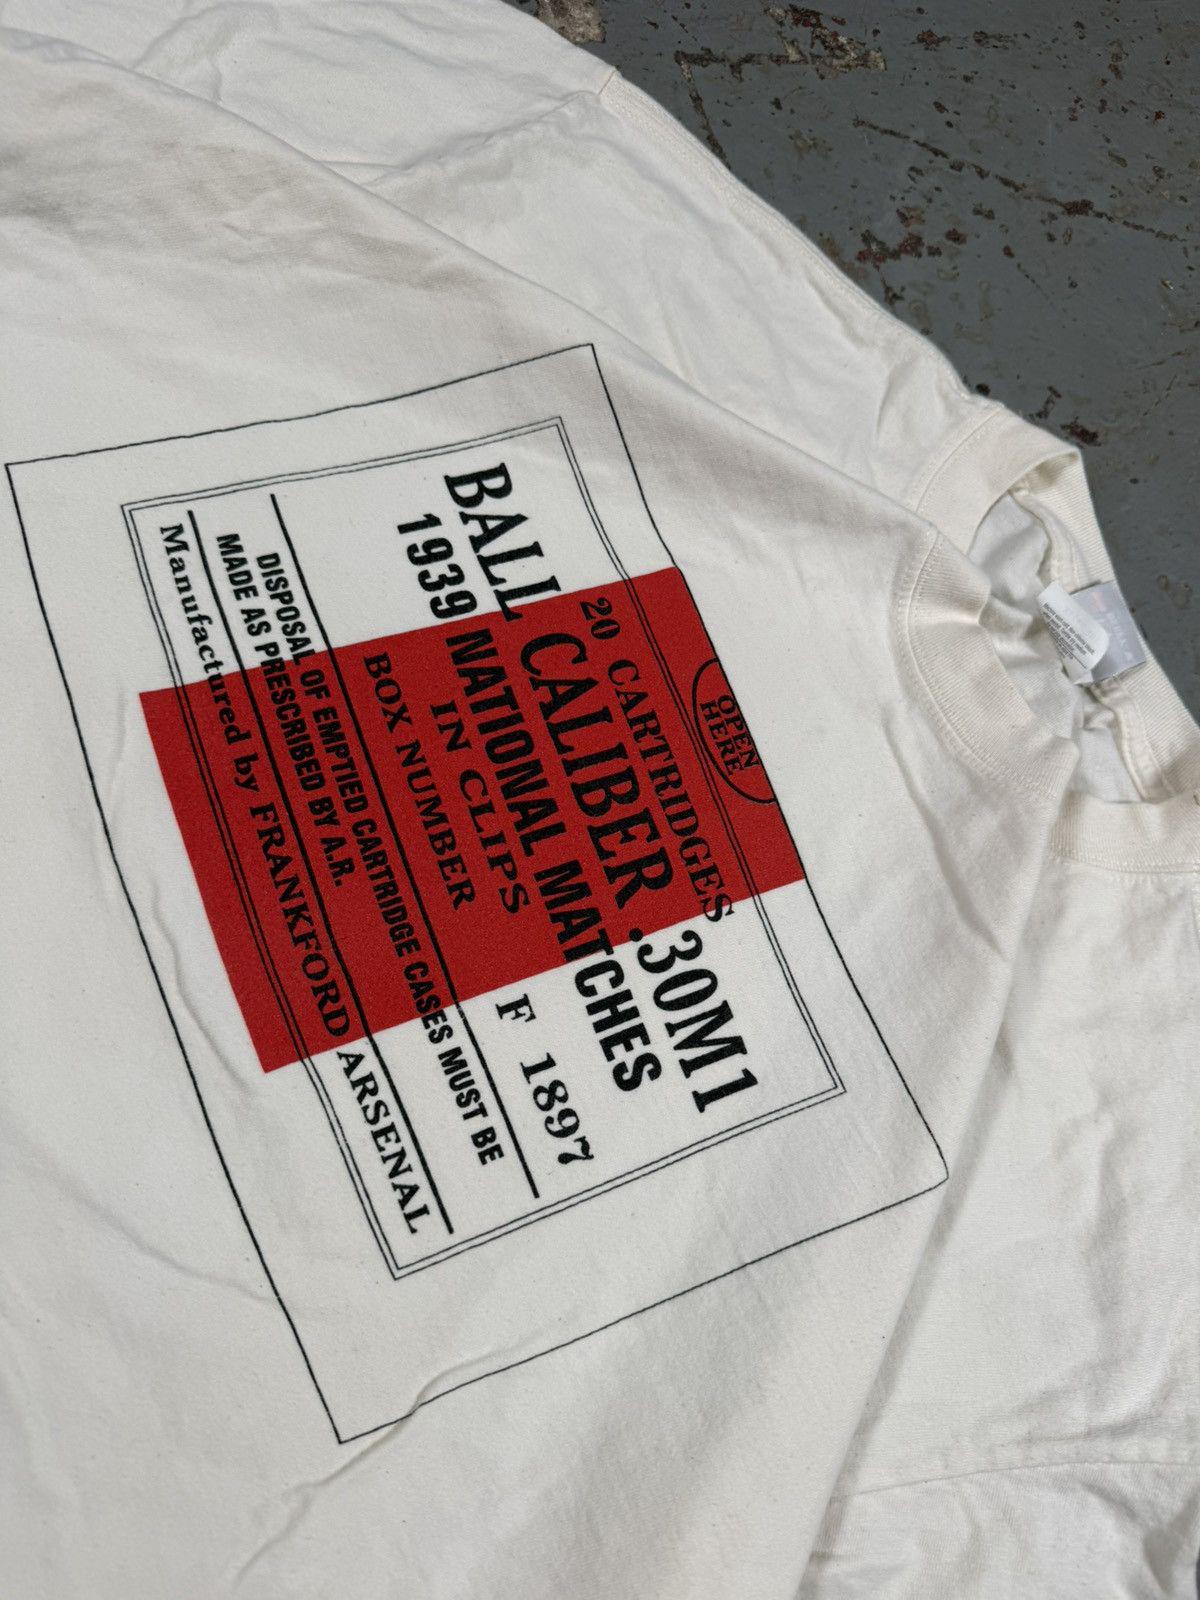 OPEN
HERE
20 CARTRIDGES
BALL CALIBER .30M1
1939 NATIONAL MATCHES
IN CLIPS
BOX NUMBER F 1897
DISPOSAL OF EMPTIED CARTRIDGE CASES MUST BE
MADE AS PRESCRIBED BY A.R.
Manufactured by FRANKFORD ARSENAL